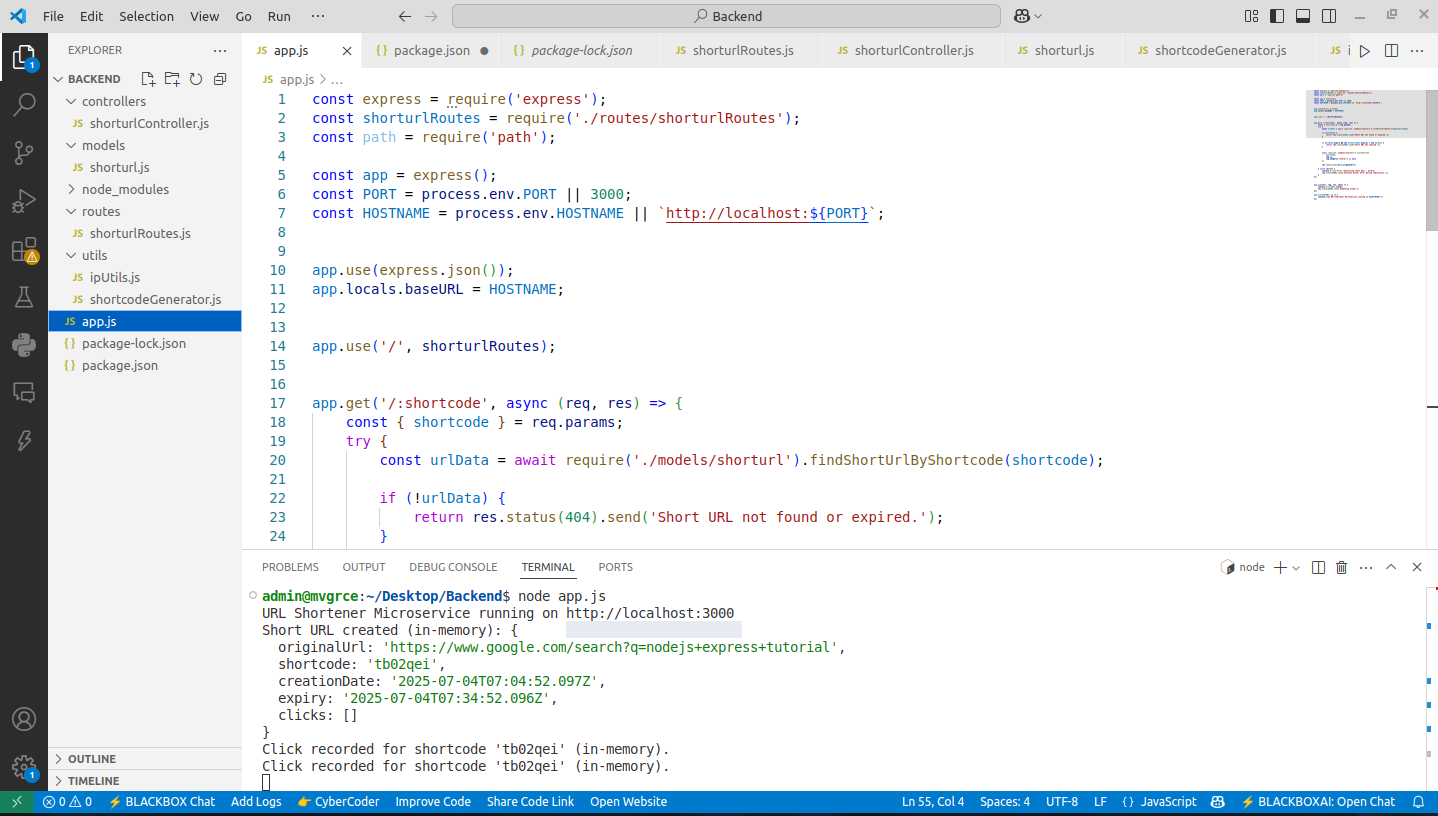 File Edit Selection View Go Run ··· Backend
EXPLORER ···
app.js package.json package-lock.json shorturlRoutes.js shorturlController.js shorturl.js shortcodeGenerator.js
BACKEND
controllers
shorturlController.js
models
shorturl.js
node_modules
routes
shorturlRoutes.js
utils
ipUtils.js
shortcodeGenerator.js
app.js
package-lock.json
package.json
OUTLINE
TIMELINE
app.js > ...
1 const express = require('express');
2 const shorturlRoutes = require('./routes/shorturlRoutes');
3 const path = require('path');
4
5 const app = express();
6 const PORT = process.env.PORT || 3000;
7 const HOSTNAME = process.env.HOSTNAME || `http://localhost:${PORT}`;
8
9
10 app.use(express.json());
11 app.locals.baseURL = HOSTNAME;
12
13
14 app.use('/', shorturlRoutes);
15
16
17 app.get('/:shortcode', async (req, res) => {
18 const { shortcode } = req.params;
19 try {
20 const urlData = await require('./models/shorturl').findShortUrlByShortcode(shortcode);
21
22 if (!urlData) {
23 return res.status(404).send('Short URL not found or expired.');
24 }
PROBLEMS OUTPUT DEBUG CONSOLE TERMINAL PORTS node
admin@mvgrce:~/Desktop/Backend$ node app.js
URL Shortener Microservice running on http://localhost:3000
Short URL created (in-memory): {
originalUrl: 'https://www.google.com/search?q=nodejs+express+tutorial',
shortcode: 'tb02qei',
creationDate: '2025-07-04T07:04:52.097Z',
expiry: '2025-07-04T07:34:52.096Z',
clicks: []
}
Click recorded for shortcode 'tb02qei' (in-memory).
Click recorded for shortcode 'tb02qei' (in-memory).
0 0 BLACKBOX Chat Add Logs CyberCoder Improve Code Share Code Link Open Website Ln 55, Col 4 Spaces: 4 UTF-8 LF {} JavaScript BLACKBOXAI: Open Chat